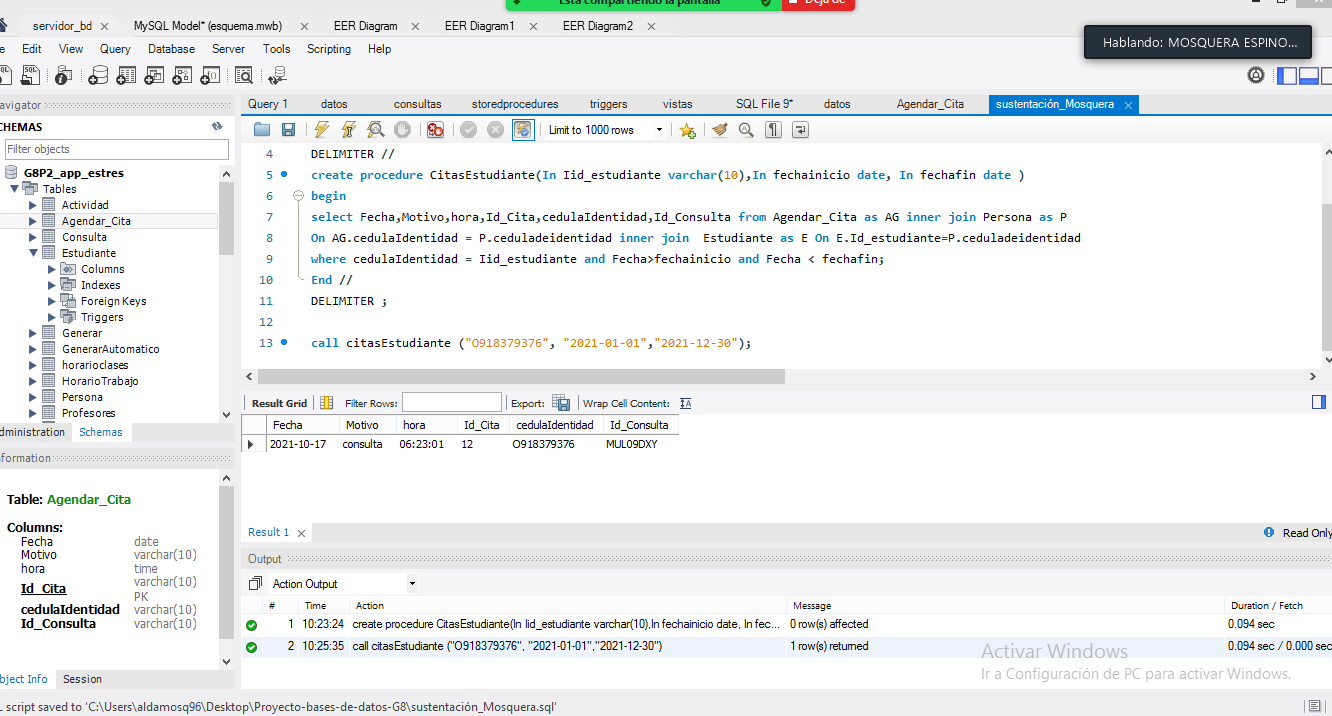 Está compartiendo la pantalla
Deja de
servidor_bd
MySQL Model* (esquema.mwb)
EER Diagram
EER Diagram1
EER Diagram2
Hablando: MOSQUERA ESPINO...
Edit View Query Database Server Tools Scripting Help
avigator
CHEMAS
Filter objects
G8P2_app_estres
Tables
Actividad
Agendar_Cita
Consulta
Estudiante
Columns
Indexes
Foreign Keys
Triggers
Generar
GenerarAutomatico
horarioclases
HorarioTrabajo
Persona
Profesores
dministration Schemas
nformation
Table: Agendar_Cita
Columns:
Fecha date
Motivo varchar(10)
hora time
Id_Cita varchar(10)
PK
cedulaIdentidad varchar(10)
Id_Consulta varchar(10)
bject Info Session
Query 1 datos consultas storedprocedures triggers vistas SQL File 9* datos Agendar_Cita sustentación_Mosquera
Limit to 1000 rows
4 DELIMITER //
5 create procedure CitasEstudiante(In Iid_estudiante varchar(10),In fechainicio date, In fechafin date )
6 begin
7 select Fecha,Motivo,hora,Id_Cita,cedulaIdentidad,Id_Consulta from Agendar_Cita as AG inner join Persona as P
8 On AG.cedulaIdentidad = P.ceduladeidentidad inner join  Estudiante as E On E.Id_estudiante=P.ceduladeidentidad
9 where cedulaIdentidad = Iid_estudiante and Fecha>fechainicio and Fecha < fechafin;
10 End //
11 DELIMITER ;
12
13 call citasEstudiante ("O918379376", "2021-01-01","2021-12-30");
Result Grid Filter Rows: Export: Wrap Cell Content:
Fecha Motivo hora Id_Cita cedulaIdentidad Id_Consulta
2021-10-17 consulta 06:23:01 12 O918379376 MUL09DXY
Result 1
Read Only
Output
Action Output
# Time Action Message Duration / Fetch
1 10:23:24 create procedure CitasEstudiante(In Iid_estudiante varchar(10),In fechainicio date, In fec... 0 row(s) affected 0.094 sec
2 10:25:35 call citasEstudiante ("O918379376", "2021-01-01","2021-12-30") 1 row(s) returned 0.094 sec / 0.000 sec
Activar Windows
Ir a Configuración de PC para activar Windows.
L script saved to 'C:\Users\aldamosq96\Desktop\Proyecto-bases-de-datos-G8\sustentación_Mosquera.sql'